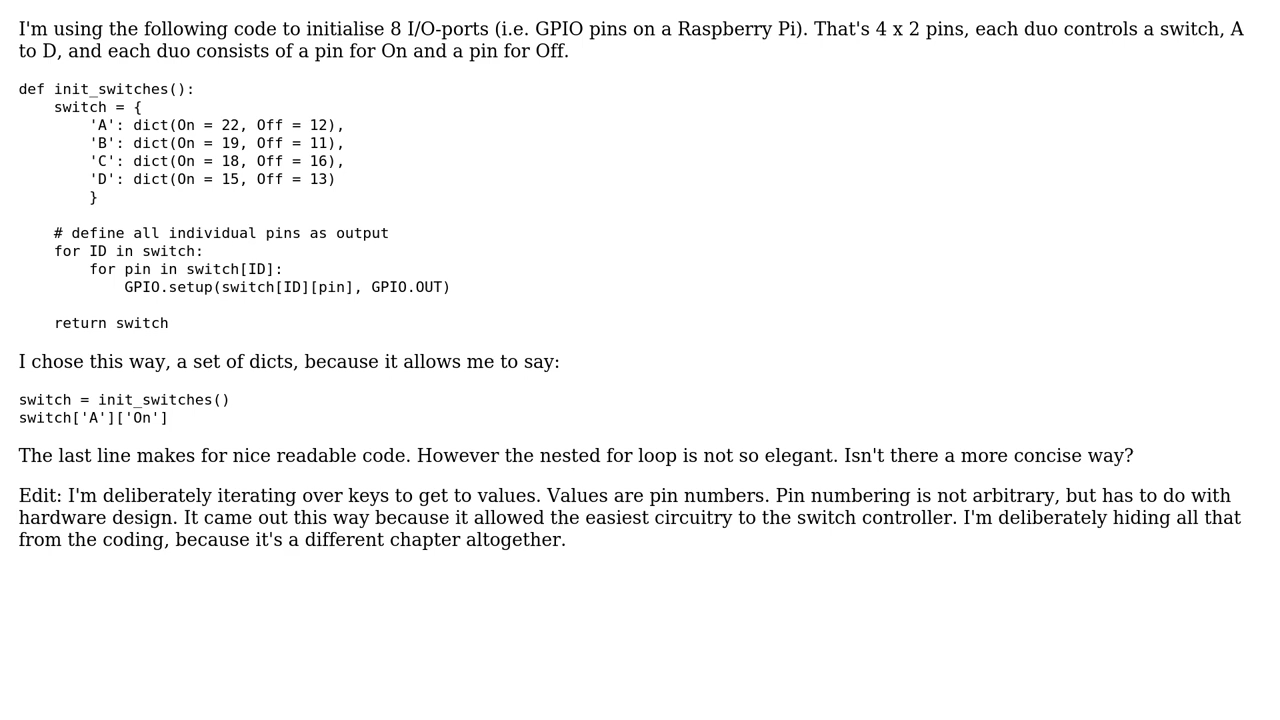 I'm using the following code to initialise 8 I/O-ports (i.e. GPIO pins on a Raspberry Pi). That's 4 x 2 pins, each duo controls a switch, A
to D, and each duo consists of a pin for On and a pin for Off.
def init_switches():
    switch = {
        'A': dict(On = 22, Off = 12),
        'B': dict(On = 19, Off = 11),
        'C': dict(On = 18, Off = 16),
        'D': dict(On = 15, Off = 13)
        }
    # define all individual pins as output
    for ID in switch:
        for pin in switch[ID]:
            GPIO.setup(switch[ID][pin], GPIO.OUT)
    return switch
I chose this way, a set of dicts, because it allows me to say:
switch = init_switches()
switch['A']['On']
The last line makes for nice readable code. However the nested for loop is not so elegant. Isn't there a more concise way?
Edit: I'm deliberately iterating over keys to get to values. Values are pin numbers. Pin numbering is not arbitrary, but has to do with
hardware design. It came out this way because it allowed the easiest circuitry to the switch controller. I'm deliberately hiding all that
from the coding, because it's a different chapter altogether.